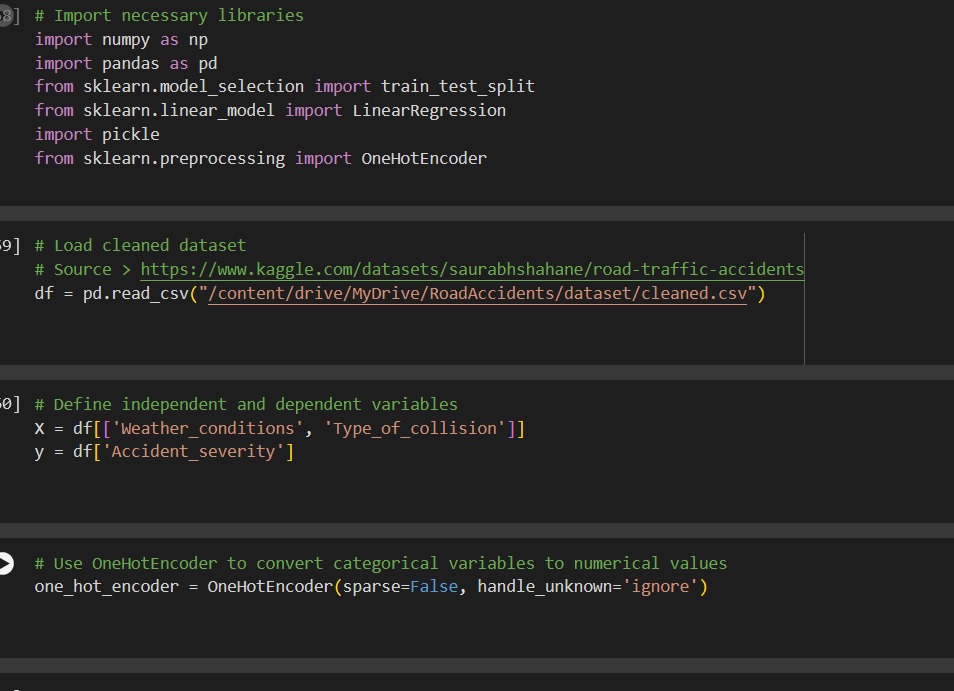 8] # Import necessary libraries
import numpy as np
import pandas as pd
from sklearn.model_selection import train_test_split
from sklearn.linear_model import LinearRegression
import pickle
from sklearn.preprocessing import OneHotEncoder
59] # Load cleaned dataset
# Source > https://www.kaggle.com/datasets/saurabhshahane/road-traffic-accidents
df = pd.read_csv("/content/drive/MyDrive/RoadAccidents/dataset/cleaned.csv")
60] # Define independent and dependent variables
X = df[['Weather_conditions', 'Type_of_collision']]
y = df['Accident_severity']
# Use OneHotEncoder to convert categorical variables to numerical values
one_hot_encoder = OneHotEncoder(sparse=False, handle_unknown='ignore')